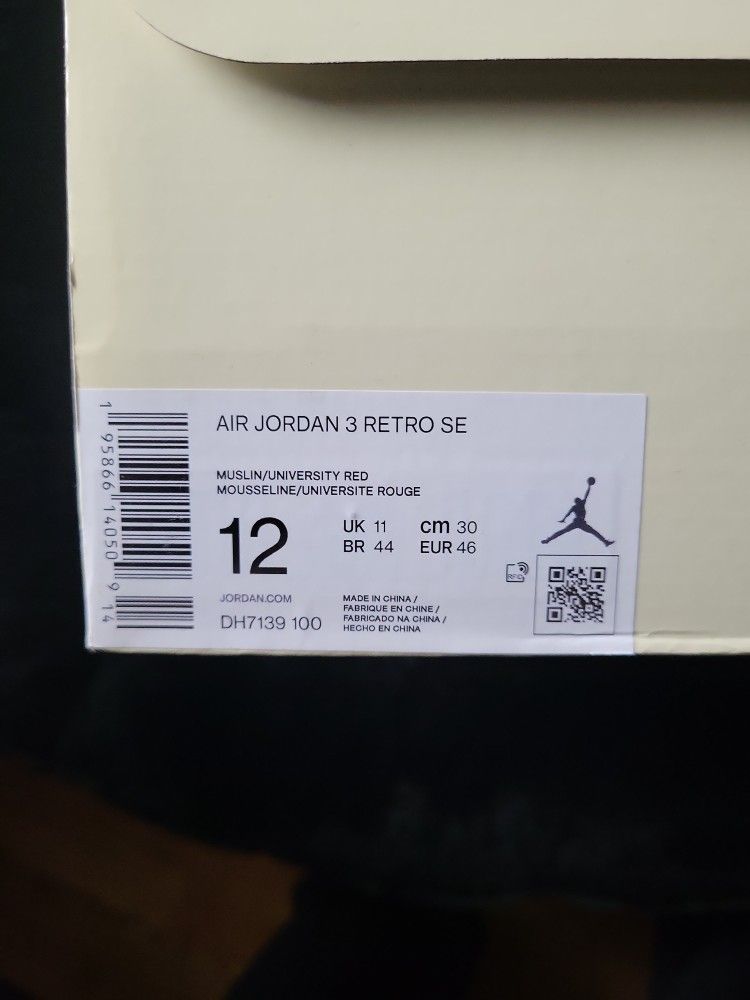 AIR JORDAN 3 RETRO SE
MUSLIN/UNIVERSITY RED
MOUSSELINE/UNIVERSITE ROUGE
12
UK 11 cm 30
BR 44 EUR 46
JORDAN.COM
DH7139 100
MADE IN CHINA /
FABRIQUE EN CHINE /
FABRICADO NA CHINA /
HECHO EN CHINA
RFID
1 95866 14050 9 14